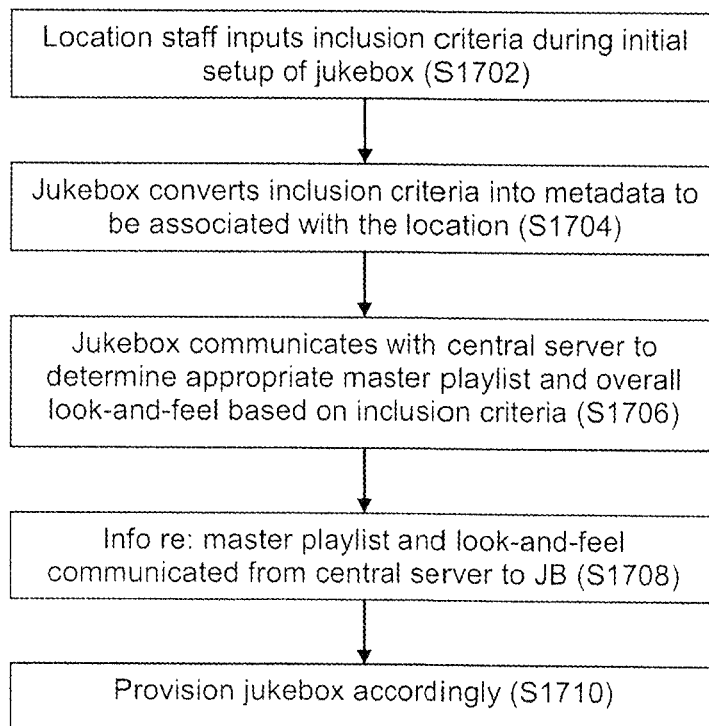 Location staff inputs inclusion criteria during initial
setup of jukebox (S1702)
Jukebox converts inclusion criteria into metadata to
be associated with the location (S1704)
Jukebox communicates with central server to
determine appropriate master playlist and overall
look-and-feel based on inclusion criteria (S1706)
Info re: master playlist and look-and-feel
communicated from central server to JB (S1708)
Provision jukebox accordingly (S1710)